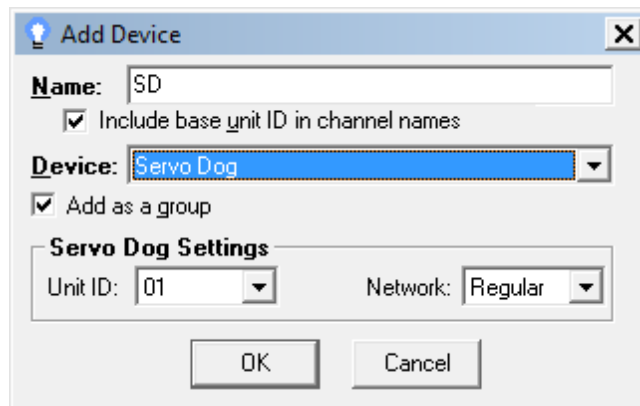 Add Device
Name: SD
Include base unit ID in channel names
Device: Servo Dog
Add as a group
Servo Dog Settings
Unit ID: 01 Network: Regular
OK Cancel